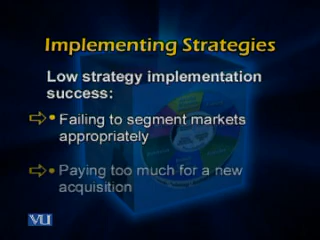 Implementing Strategies
Low strategy implementation
success:
• Failing to segment markets
appropriately
• Paying too much for a new
acquisition
VU